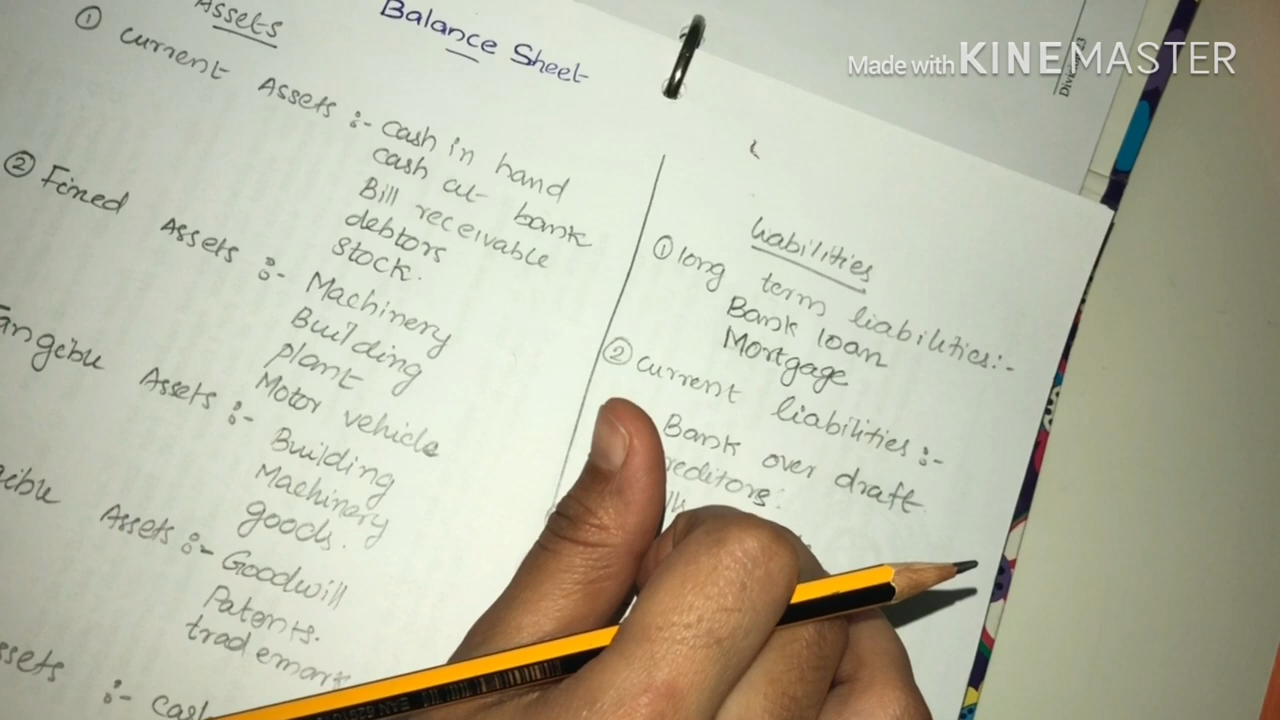 Made with KINEMASTER
Balance Sheet
Assets
① current Assets :- cash in hand
cash at bank
Bill receivable
debtors
stock.
② Fixed Assets :- Machinery
Building
plant
Motor vehicle
Tangible Assets :- Building
Machinery
goods.
Assets :- Goodwill
Patents.
trademark
:- cash
liabilities
① long term liabilities :-
Bank loan
Mortgage
② current liabilities :-
Bank over draft
creditors.